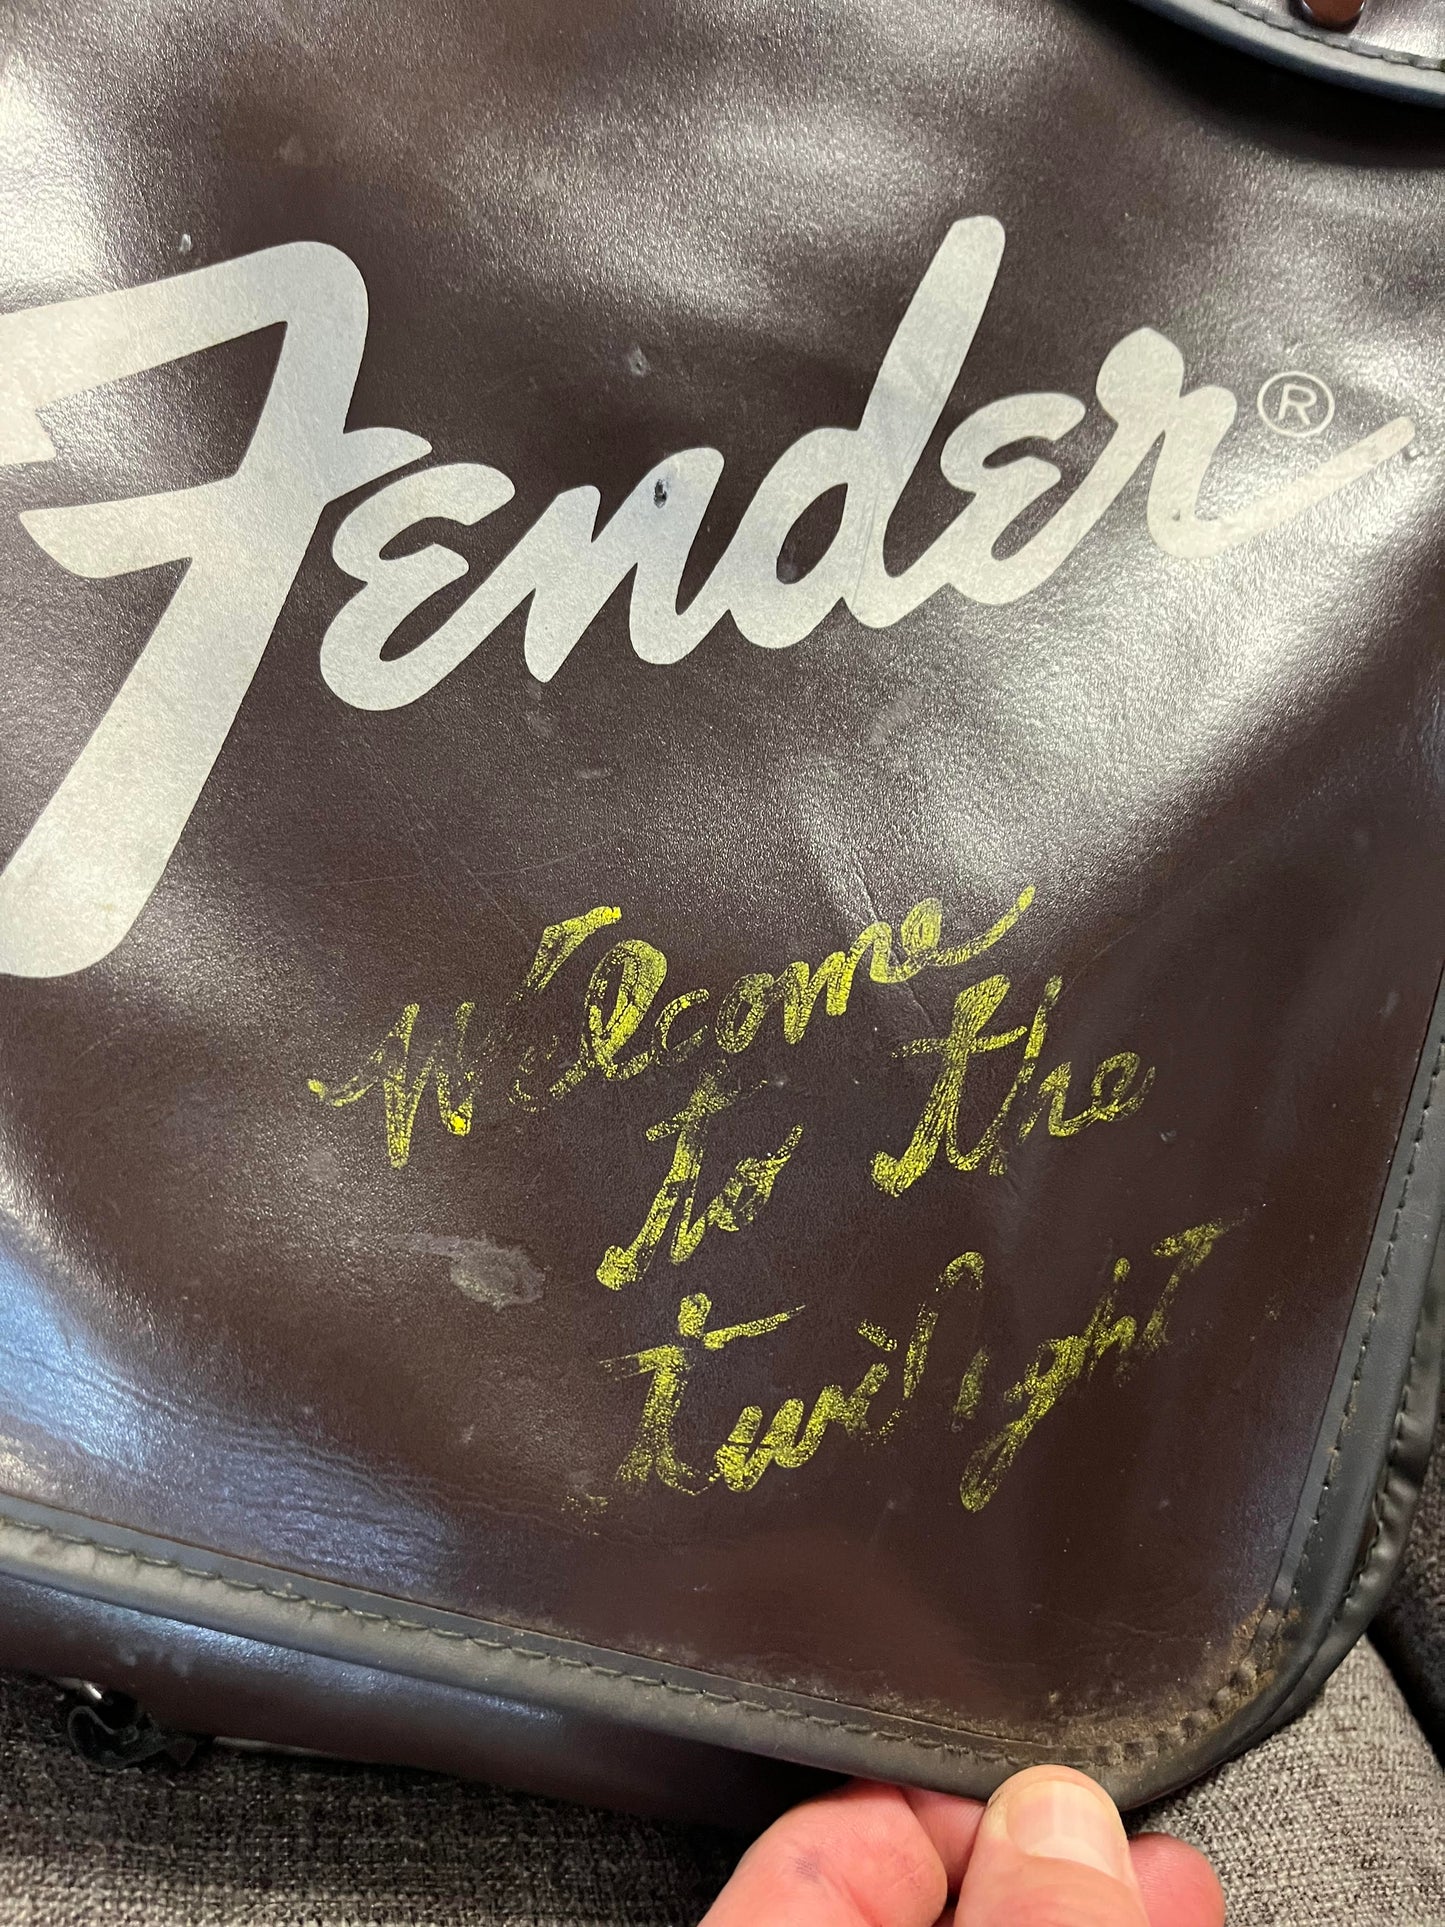 Fender®
Welcome
to the
Twilight